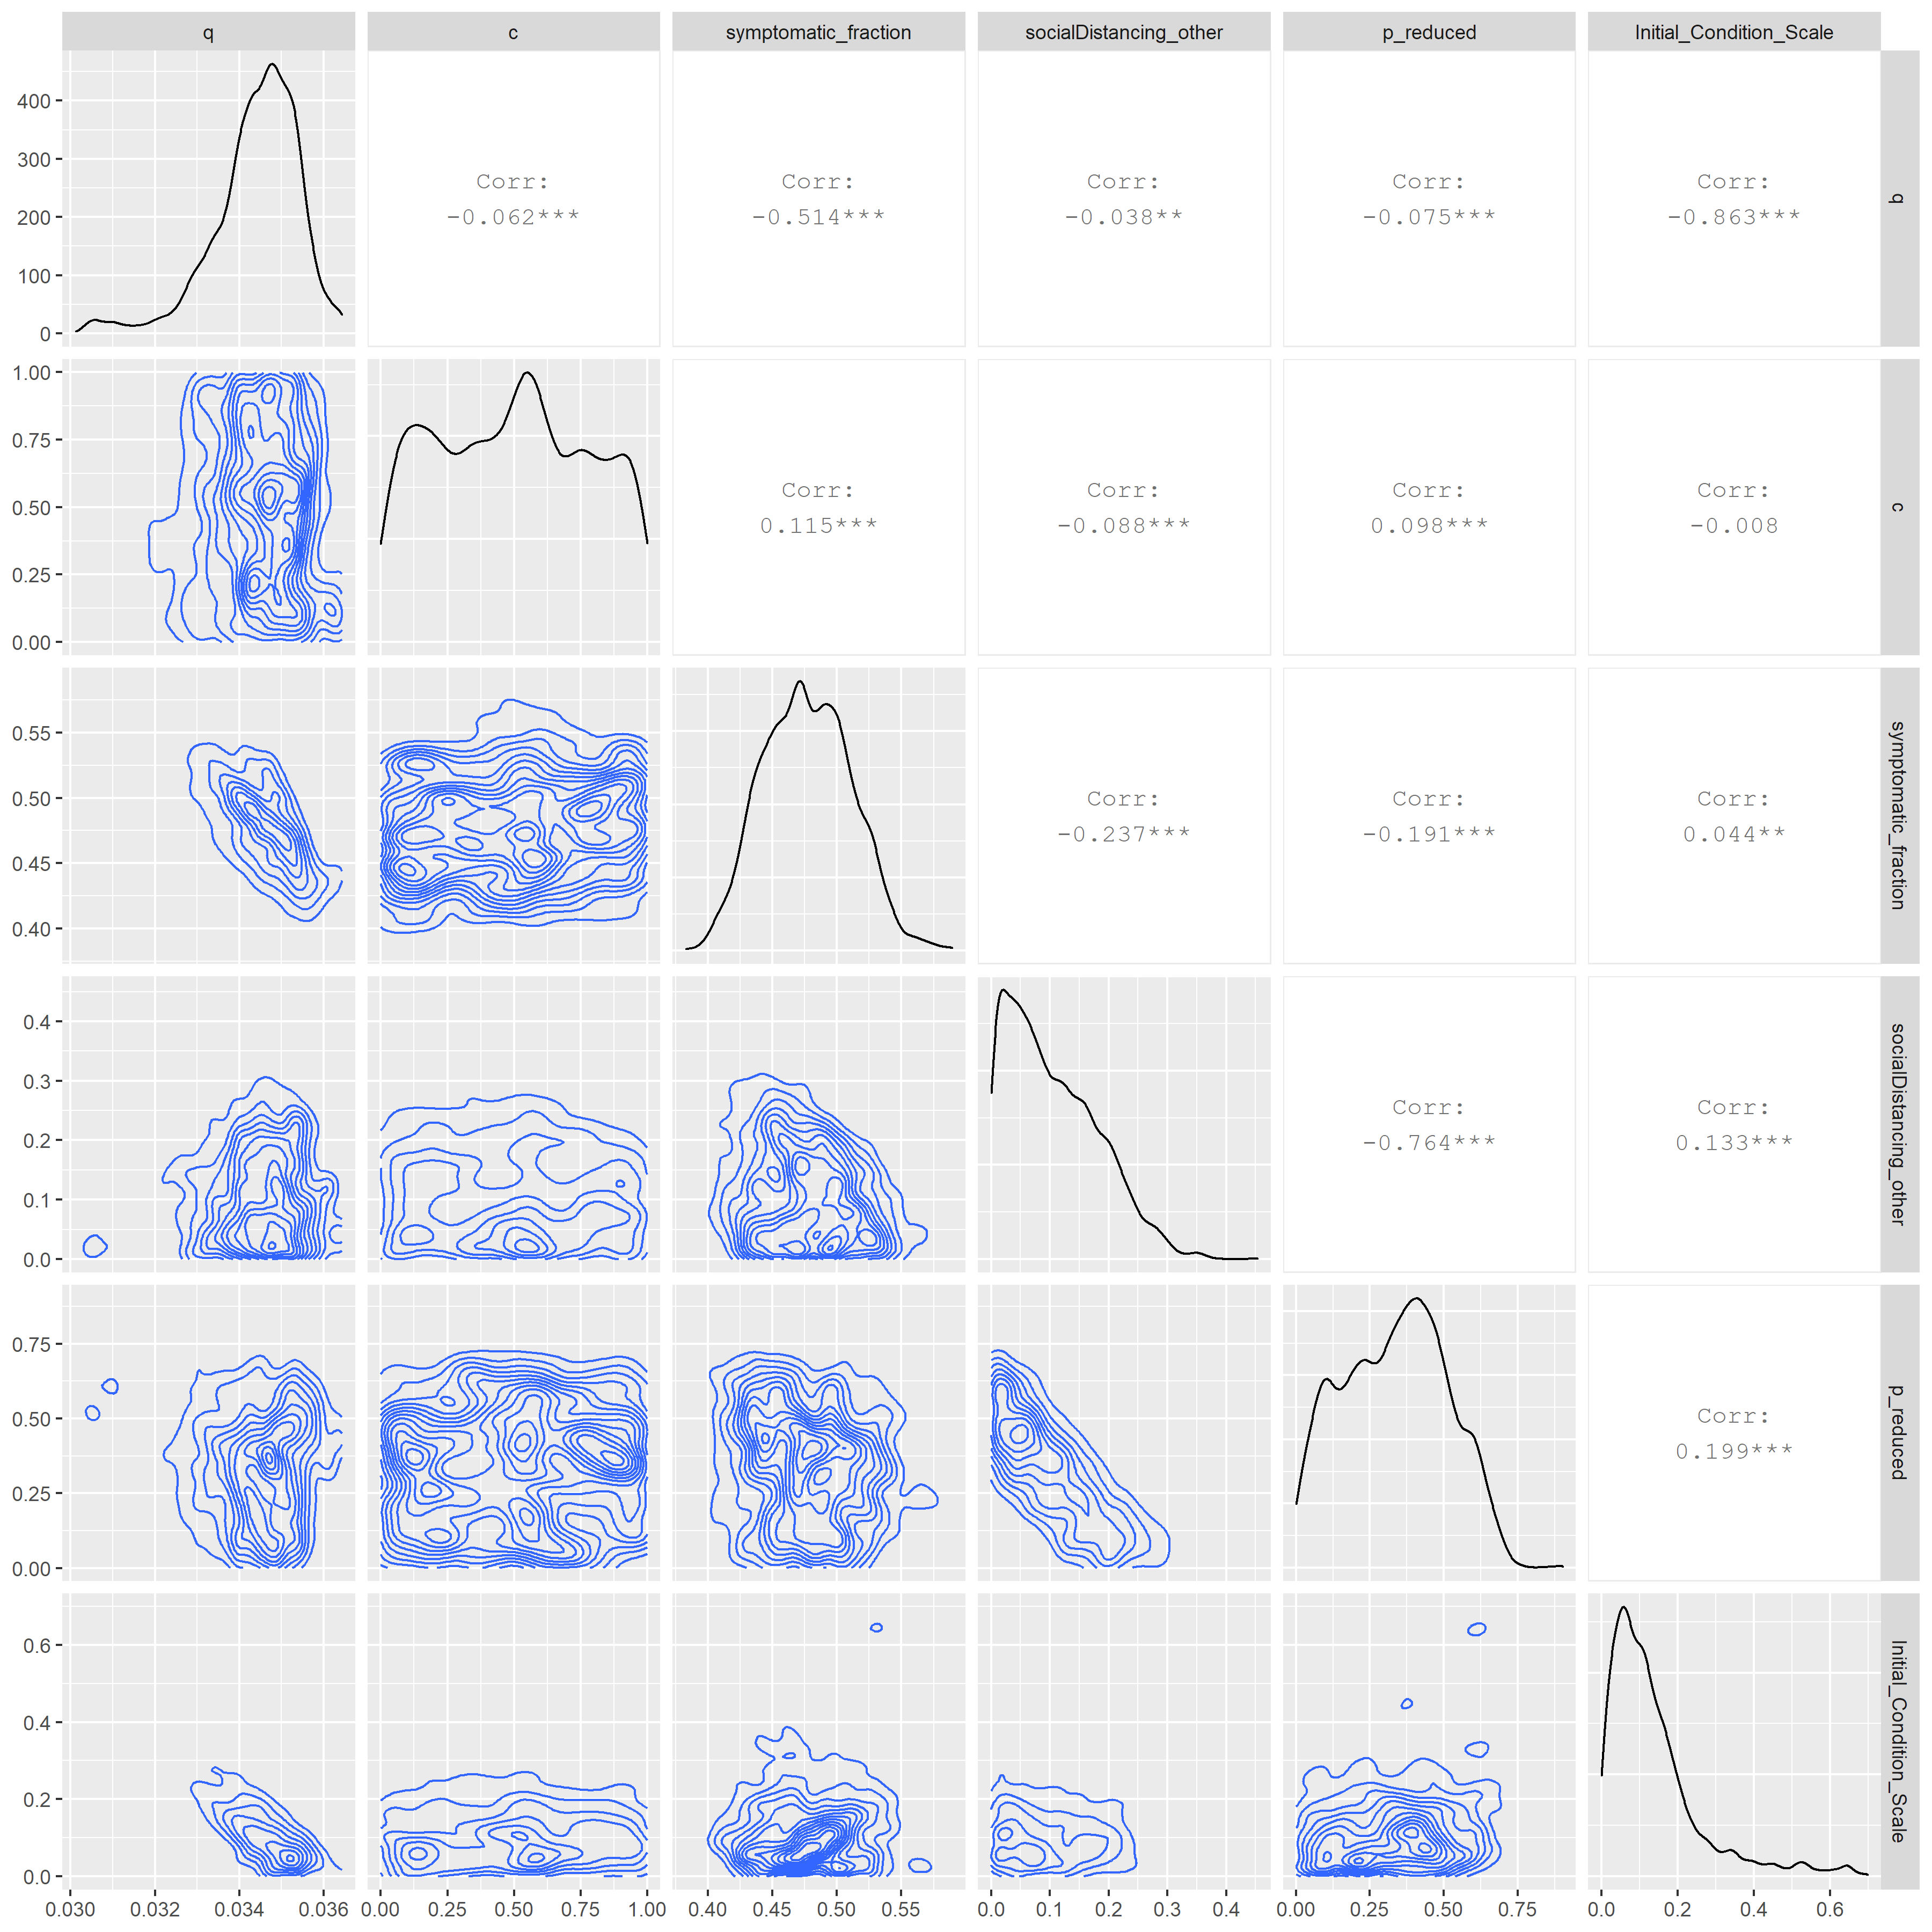 q c symptomatic_fraction socialDistancing_other p_reduced Initial_Condition_Scale
400
300
200
100
0
Corr:
-0.062***
Corr:
-0.514***
Corr:
-0.038**
Corr:
-0.075***
Corr:
-0.863***
q
1.00
0.75
0.50
0.25
0.00
Corr:
0.115***
Corr:
-0.088***
Corr:
0.098***
Corr:
-0.008
c
0.55
0.50
0.45
0.40
Corr:
-0.237***
Corr:
-0.191***
Corr:
0.044**
symptomatic_fraction
0.4
0.3
0.2
0.1
0.0
Corr:
-0.764***
Corr:
0.133***
socialDistancing_other
0.75
0.50
0.25
0.00
Corr:
0.199***
p_reduced
0.6
0.4
0.2
0.0
Initial_Condition_Scale
0.030 0.032 0.034 0.036 0.00 0.25 0.50 0.75 1.00 0.40 0.45 0.50 0.55 0.0 0.1 0.2 0.3 0.4 0.00 0.25 0.50 0.75 0.0 0.2 0.4 0.6